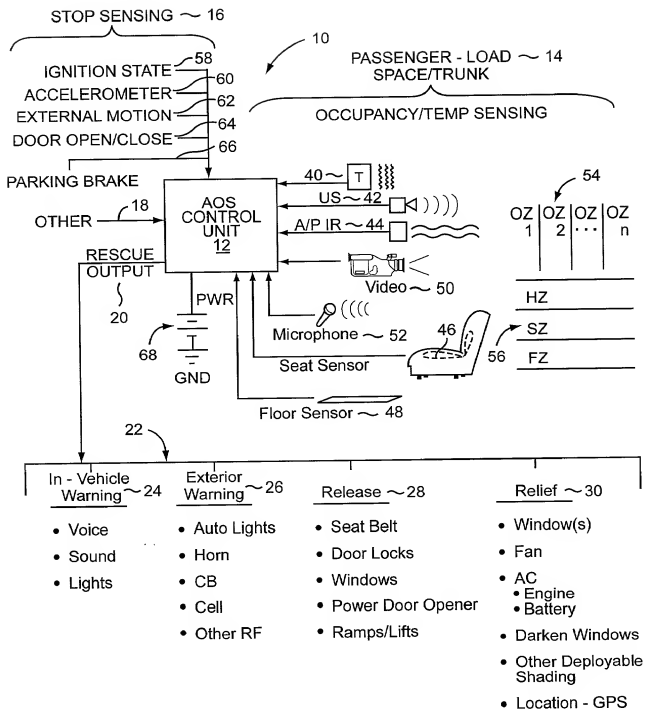 STOP SENSING ~ 16
58
IGNITION STATE
60
ACCELEROMETER
62
EXTERNAL MOTION
64
DOOR OPEN/CLOSE
66
PARKING BRAKE
10
PASSENGER - LOAD ~ 14
SPACE/TRUNK
OCCUPANCY/TEMP SENSING
40
T
US ~ 42
A/P IR ~ 44
Video ~ 50
Microphone ~ 52
46
Seat Sensor
Floor Sensor ~ 48
OTHER
18
AOS
CONTROL
UNIT
12
RESCUE
OUTPUT
20
PWR
68
GND
54
OZ OZ OZ OZ
1 2 ... n
HZ
SZ
56
FZ
22
In - Vehicle
Warning ~ 24
• Voice
• Sound
• Lights
Exterior
Warning ~ 26
• Auto Lights
• Horn
• CB
• Cell
• Other RF
Release ~ 28
• Seat Belt
• Door Locks
• Windows
• Power Door Opener
• Ramps/Lifts
Relief ~ 30
• Window(s)
• Fan
• AC
• Engine
• Battery
• Darken Windows
• Other Deployable
Shading
• Location - GPS